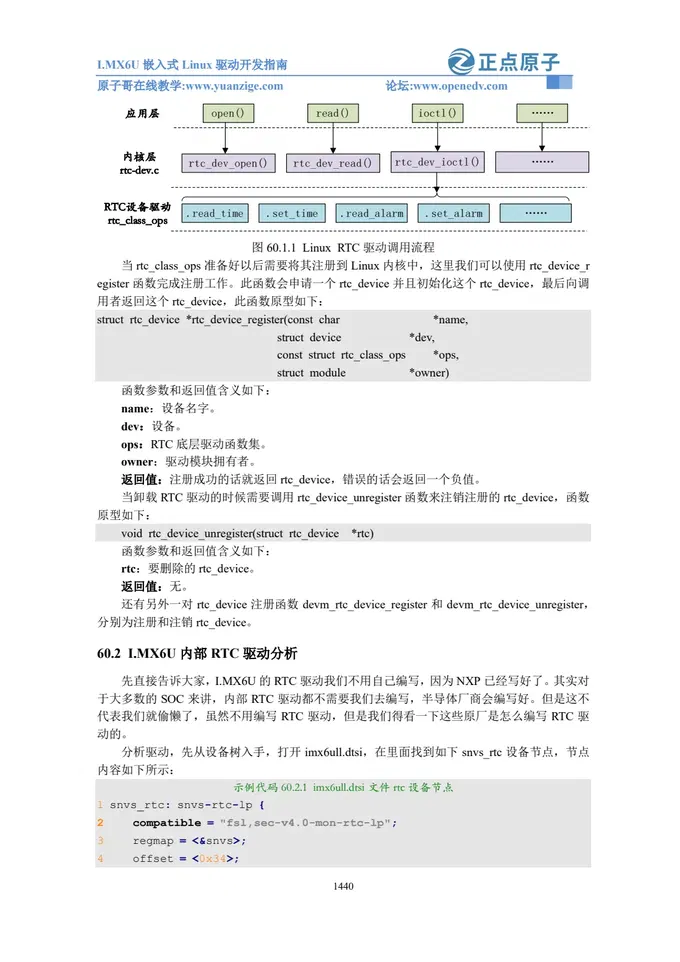 I.MX6U 嵌入式 Linux 驱动开发指南
正点原子
原子哥在线教学:www.yuanzige.com 论坛:www.openedv.com
应用层 open() read() ioctl() ……
内核层
rtc-dev.c
rtc_dev_open() rtc_dev_read() rtc_dev_ioctl() ……
RTC设备驱动
rtc_class_ops
.read_time .set_time .read_alarm .set_alarm ……
图 60.1.1 Linux RTC 驱动调用流程
当 rtc_class_ops 准备好以后需要将其注册到 Linux 内核中，这里我们可以使用 rtc_device_r
egister 函数完成注册工作。此函数会申请一个 rtc_device 并且初始化这个 rtc_device，最后向调
用者返回这个 rtc_device，此函数原型如下：
struct rtc_device *rtc_device_register(const char *name,
struct device *dev,
const struct rtc_class_ops *ops,
struct module *owner)
函数参数和返回值含义如下：
name：设备名字。
dev：设备。
ops：RTC 底层驱动函数集。
owner：驱动模块拥有者。
返回值：注册成功的话就返回 rtc_device，错误的话会返回一个负值。
当卸载 RTC 驱动的时候需要调用 rtc_device_unregister 函数来注销注册的 rtc_device，函数
原型如下：
void rtc_device_unregister(struct rtc_device *rtc)
函数参数和返回值含义如下：
rtc：要删除的 rtc_device。
返回值：无。
还有另外一对 rtc_device 注册函数 devm_rtc_device_register 和 devm_rtc_device_unregister，
分别为注册和注销 rtc_device。
60.2 I.MX6U 内部 RTC 驱动分析
先直接告诉大家，I.MX6U 的 RTC 驱动我们不用自己编写，因为 NXP 已经写好了。其实对
于大多数的 SOC 来讲，内部 RTC 驱动都不需要我们去编写，半导体厂商会编写好。但是这不
代表我们就偷懒了，虽然不用编写 RTC 驱动，但是我们得看一下这些原厂是怎么编写 RTC 驱
动的。
分析驱动，先从设备树入手，打开 imx6ull.dtsi，在里面找到如下 snvs_rtc 设备节点，节点
内容如下所示：
示例代码 60.2.1 imx6ull.dtsi 文件 rtc 设备节点
1 snvs_rtc: snvs-rtc-lp {
2 compatible = "fsl,sec-v4.0-mon-rtc-lp";
3 regmap = <&snvs>;
4 offset = <0x34>;
1440